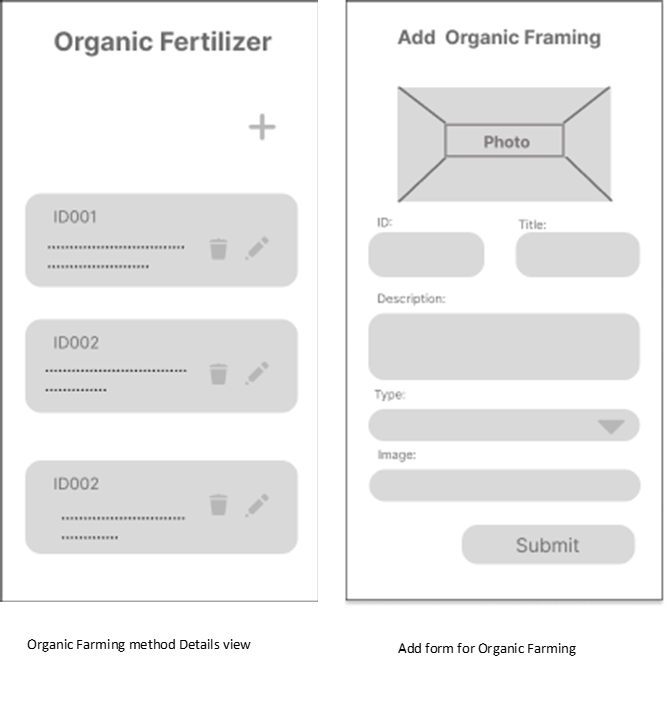 Organic Fertilizer
ID001
ID002
ID002
Organic Farming method Details view
Add Organic Framing
Photo
ID:
Title:
Description:
Type:
Image:
Submit
Add form for Organic Farming